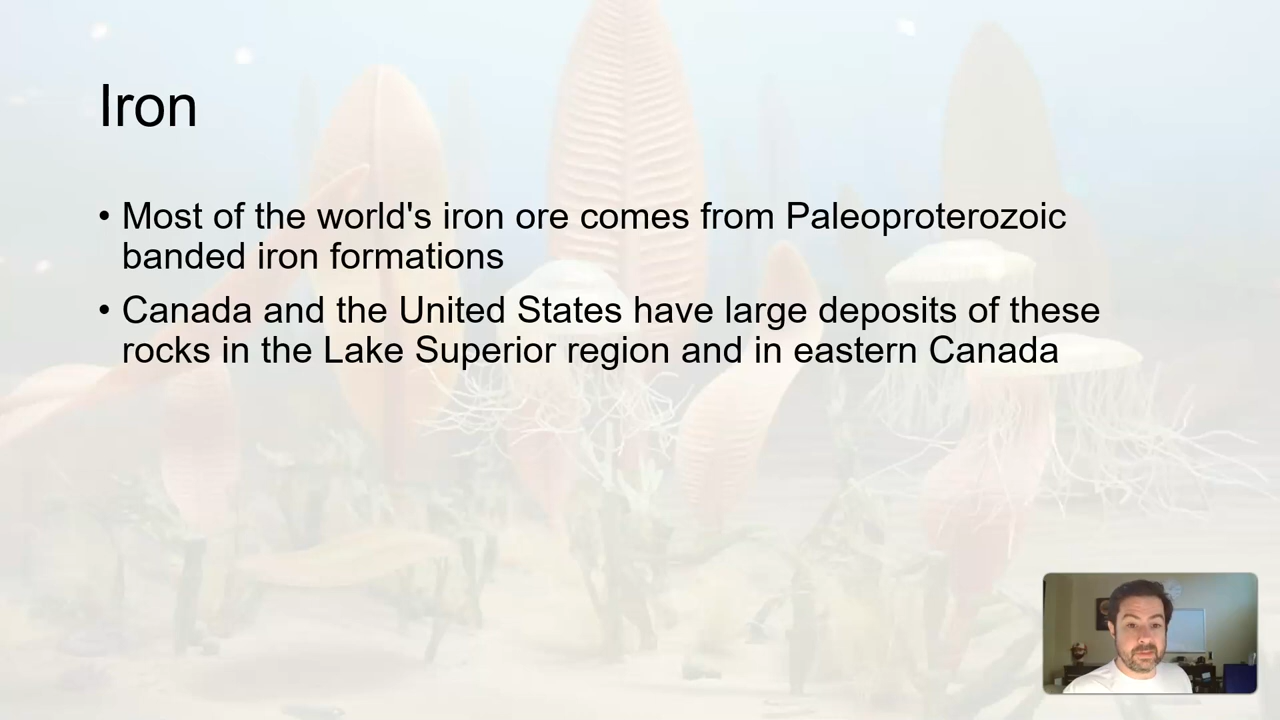 Iron
• Most of the world's iron ore comes from Paleoproterozoic
banded iron formations
• Canada and the United States have large deposits of these
rocks in the Lake Superior region and in eastern Canada